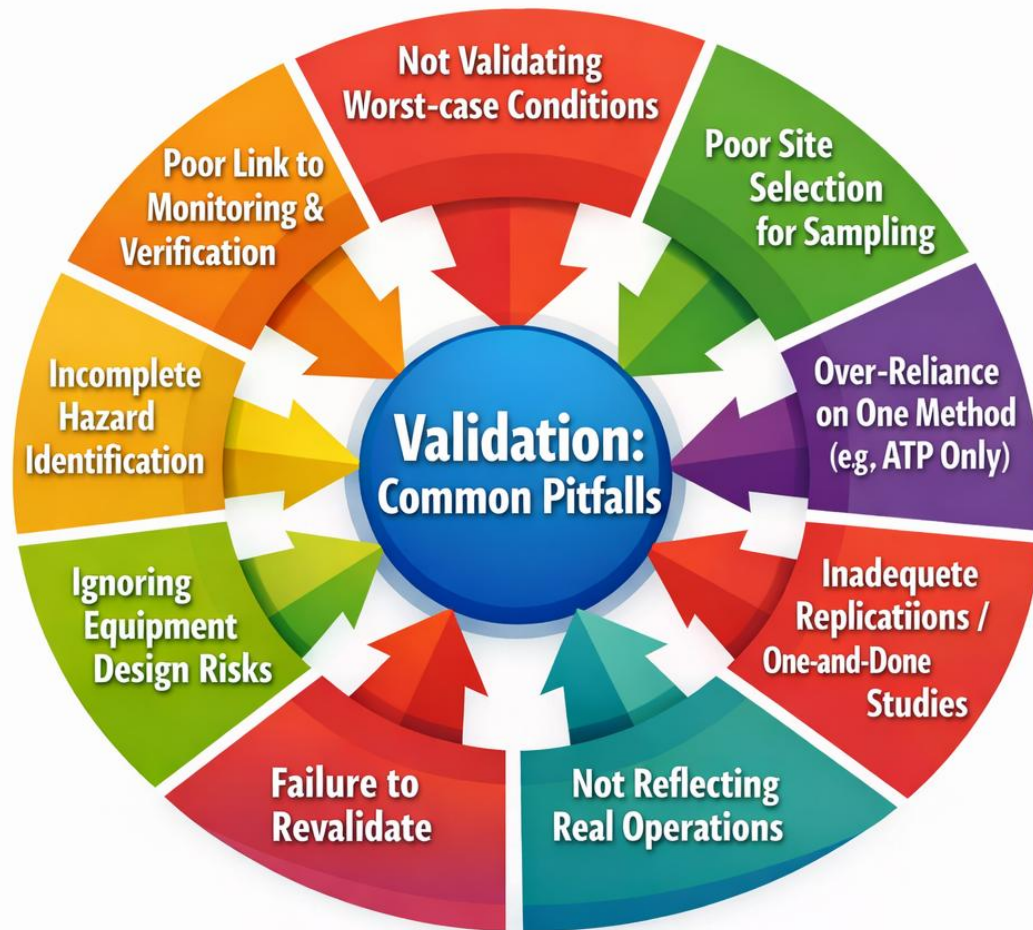 Validation:
Common Pitfalls
Not Validating
Worst-case Conditions
Poor Site
Selection
for Sampling
Over-Reliance
on One Method
(e.g, ATP Only)
Inadequete
Replicatiions /
One-and-Done
Studies
Not Reflecting
Real Operations
Failure to
Revalidate
Ignoring
Equipment
Design Risks
Incomplete
Hazard
Identification
Poor Link to
Monitoring &
Verification